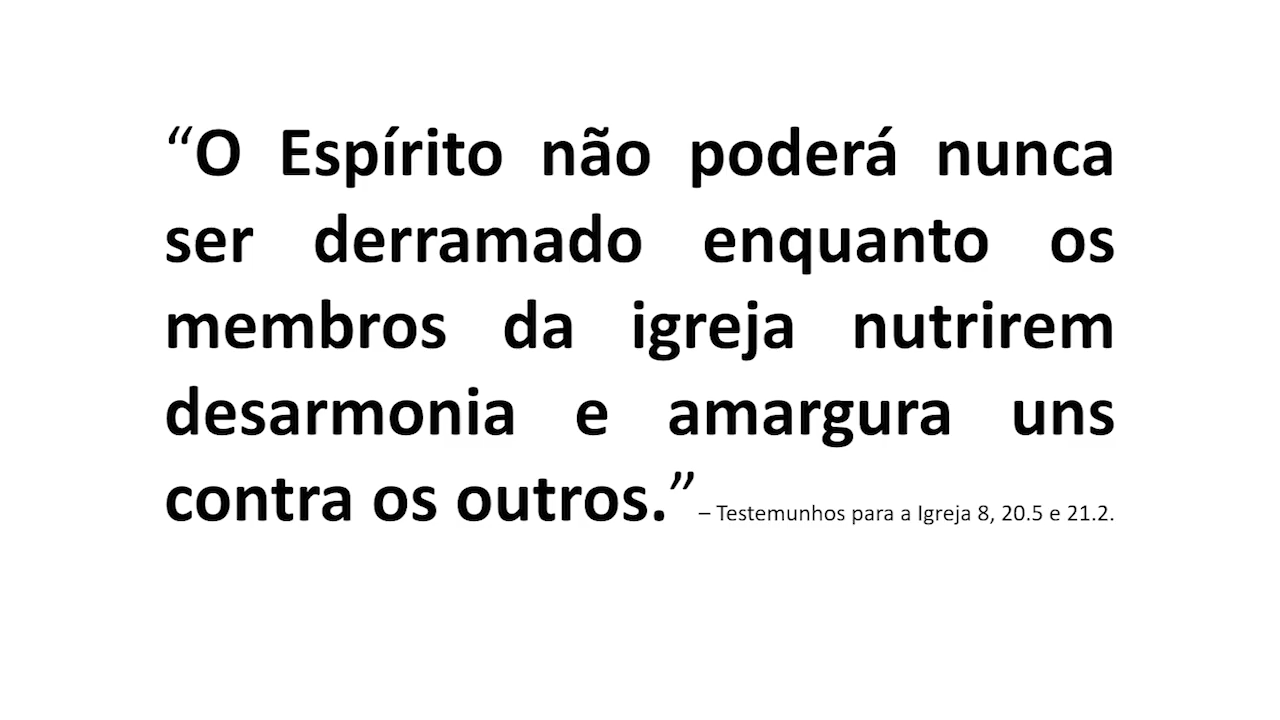 “O Espírito não poderá nunca
ser derramado enquanto os
membros da igreja nutrirem
desarmonia e amargura uns
contra os outros.” – Testemunhos para a Igreja 8, 20.5 e 21.2.